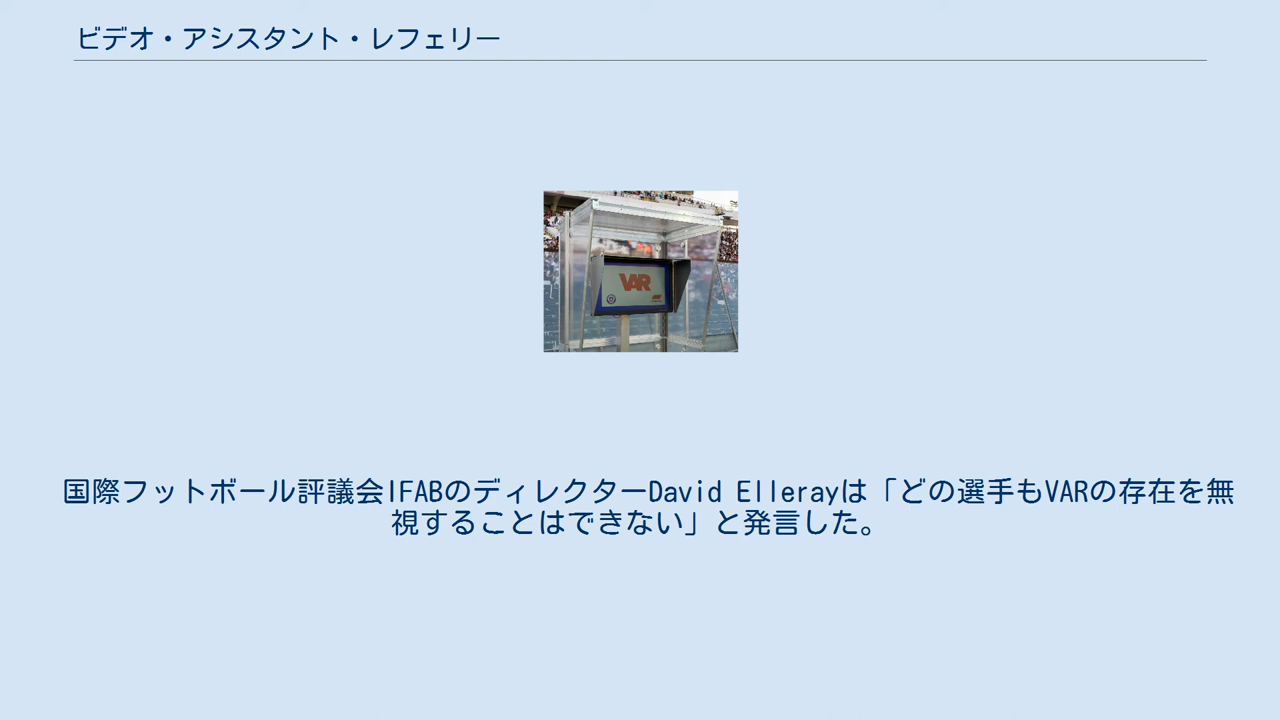 ビデオ・アシスタント・レフェリー
VAR
国際フットボール評議会IFABのディレクターDavid Ellerayは「どの選手もVARの存在を無
視することはできない」と発言した。